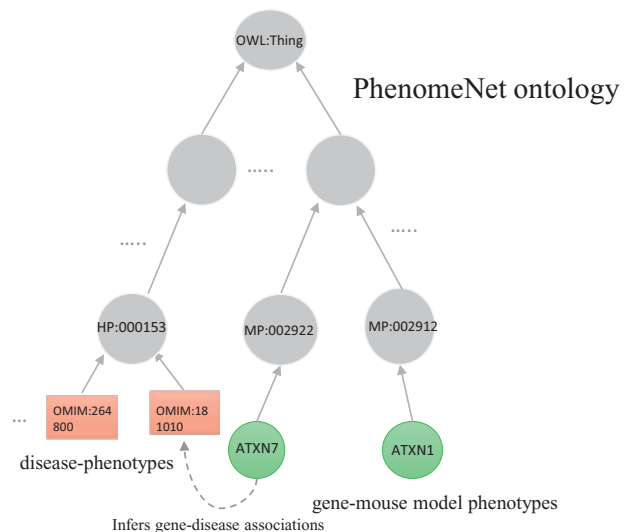 OWL:Thing
PhenomeNet ontology
.....
.....
.....
HP:000153
MP:002922
MP:002912
...
OMIM:264
800
OMIM:18
1010
ATXN7
ATXN1
disease-phenotypes
gene-mouse model phenotypes
Infers gene-disease associations